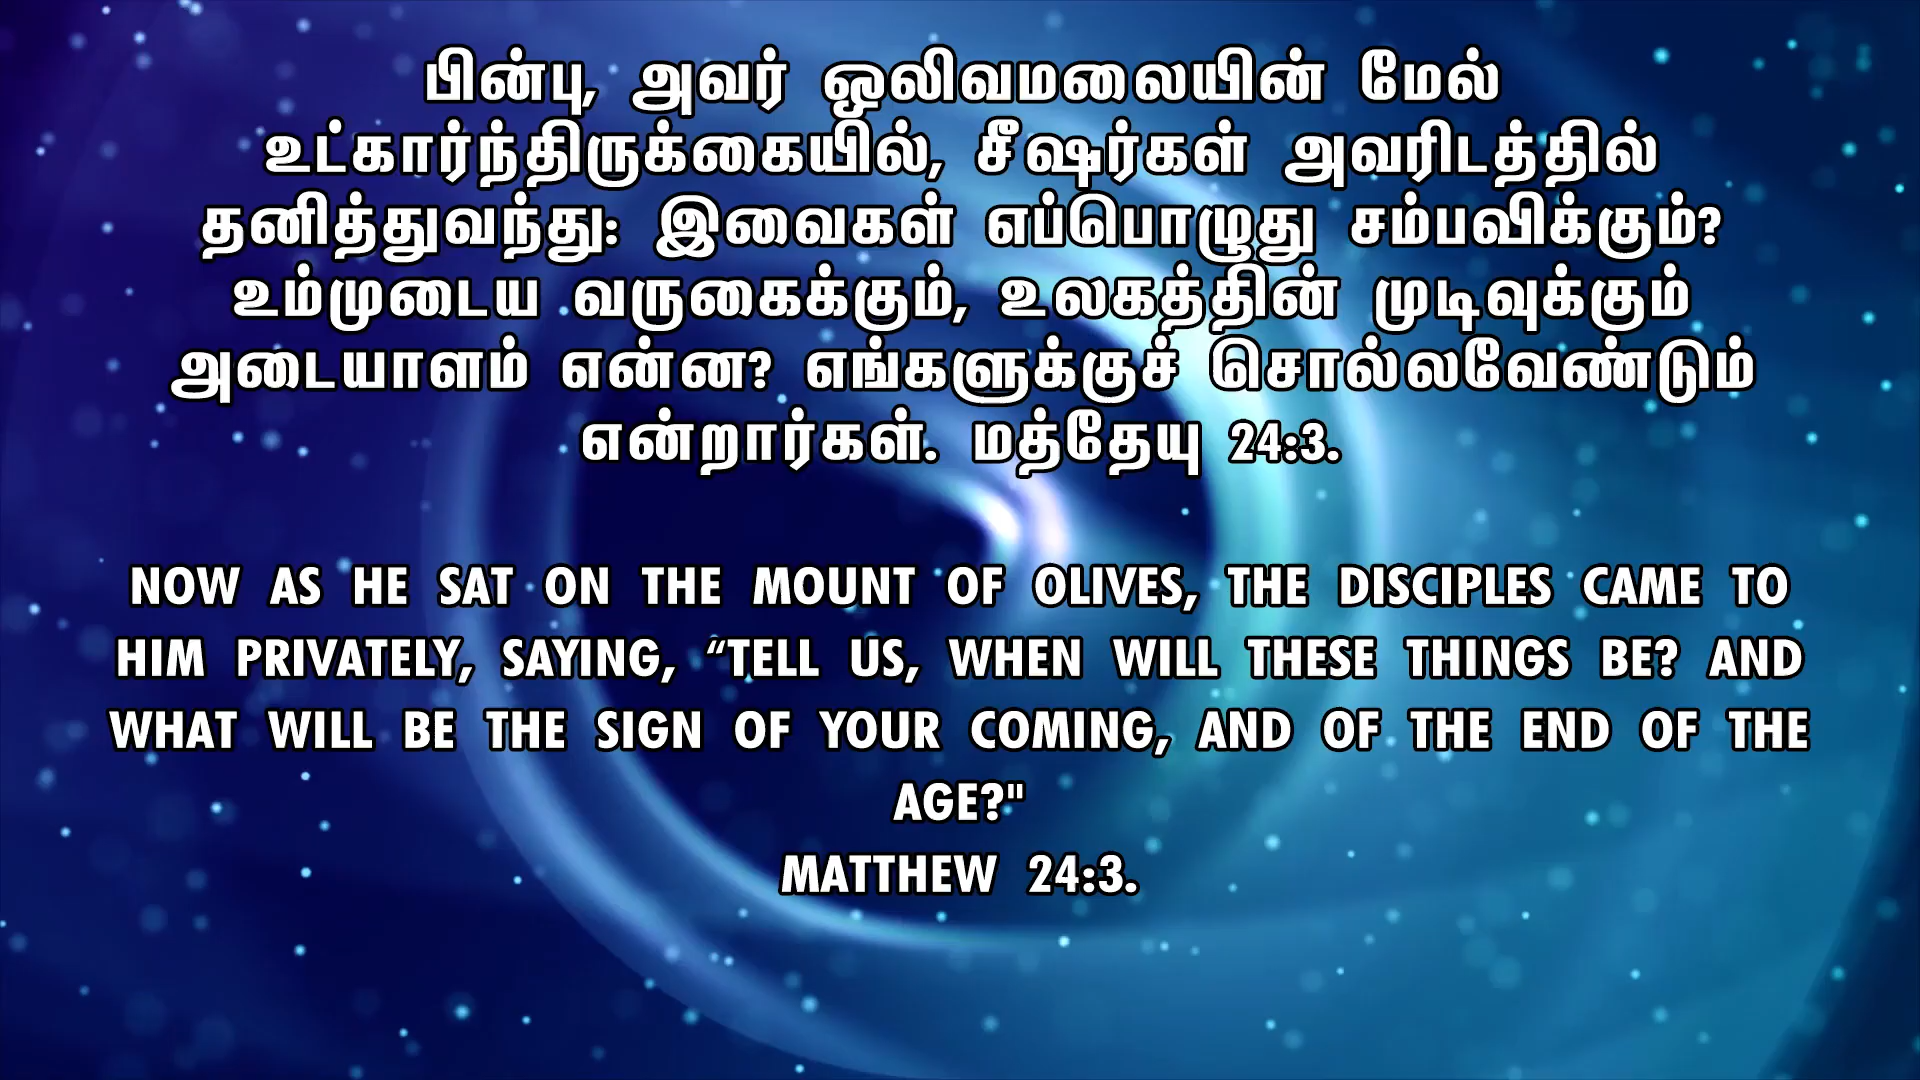 பின்பு, அவர் ஒலிவமலையின் மேல்
உட்கார்ந்திருக்கையில், சீஷர்கள் அவரிடத்தில்
தனித்துவந்து: இவைகள் எப்பொழுது சம்பவிக்கும்?
உம்முடைய வருகைக்கும், உலகத்தின் முடிவுக்கும்
அடையாளம் என்ன? எங்களுக்குச் சொல்லவேண்டும்
என்றார்கள். மத்தேயு 24:3.
NOW AS HE SAT ON THE MOUNT OF OLIVES, THE DISCIPLES CAME TO
HIM PRIVATELY, SAYING, “TELL US, WHEN WILL THESE THINGS BE? AND
WHAT WILL BE THE SIGN OF YOUR COMING, AND OF THE END OF THE
AGE?"
MATTHEW 24:3.